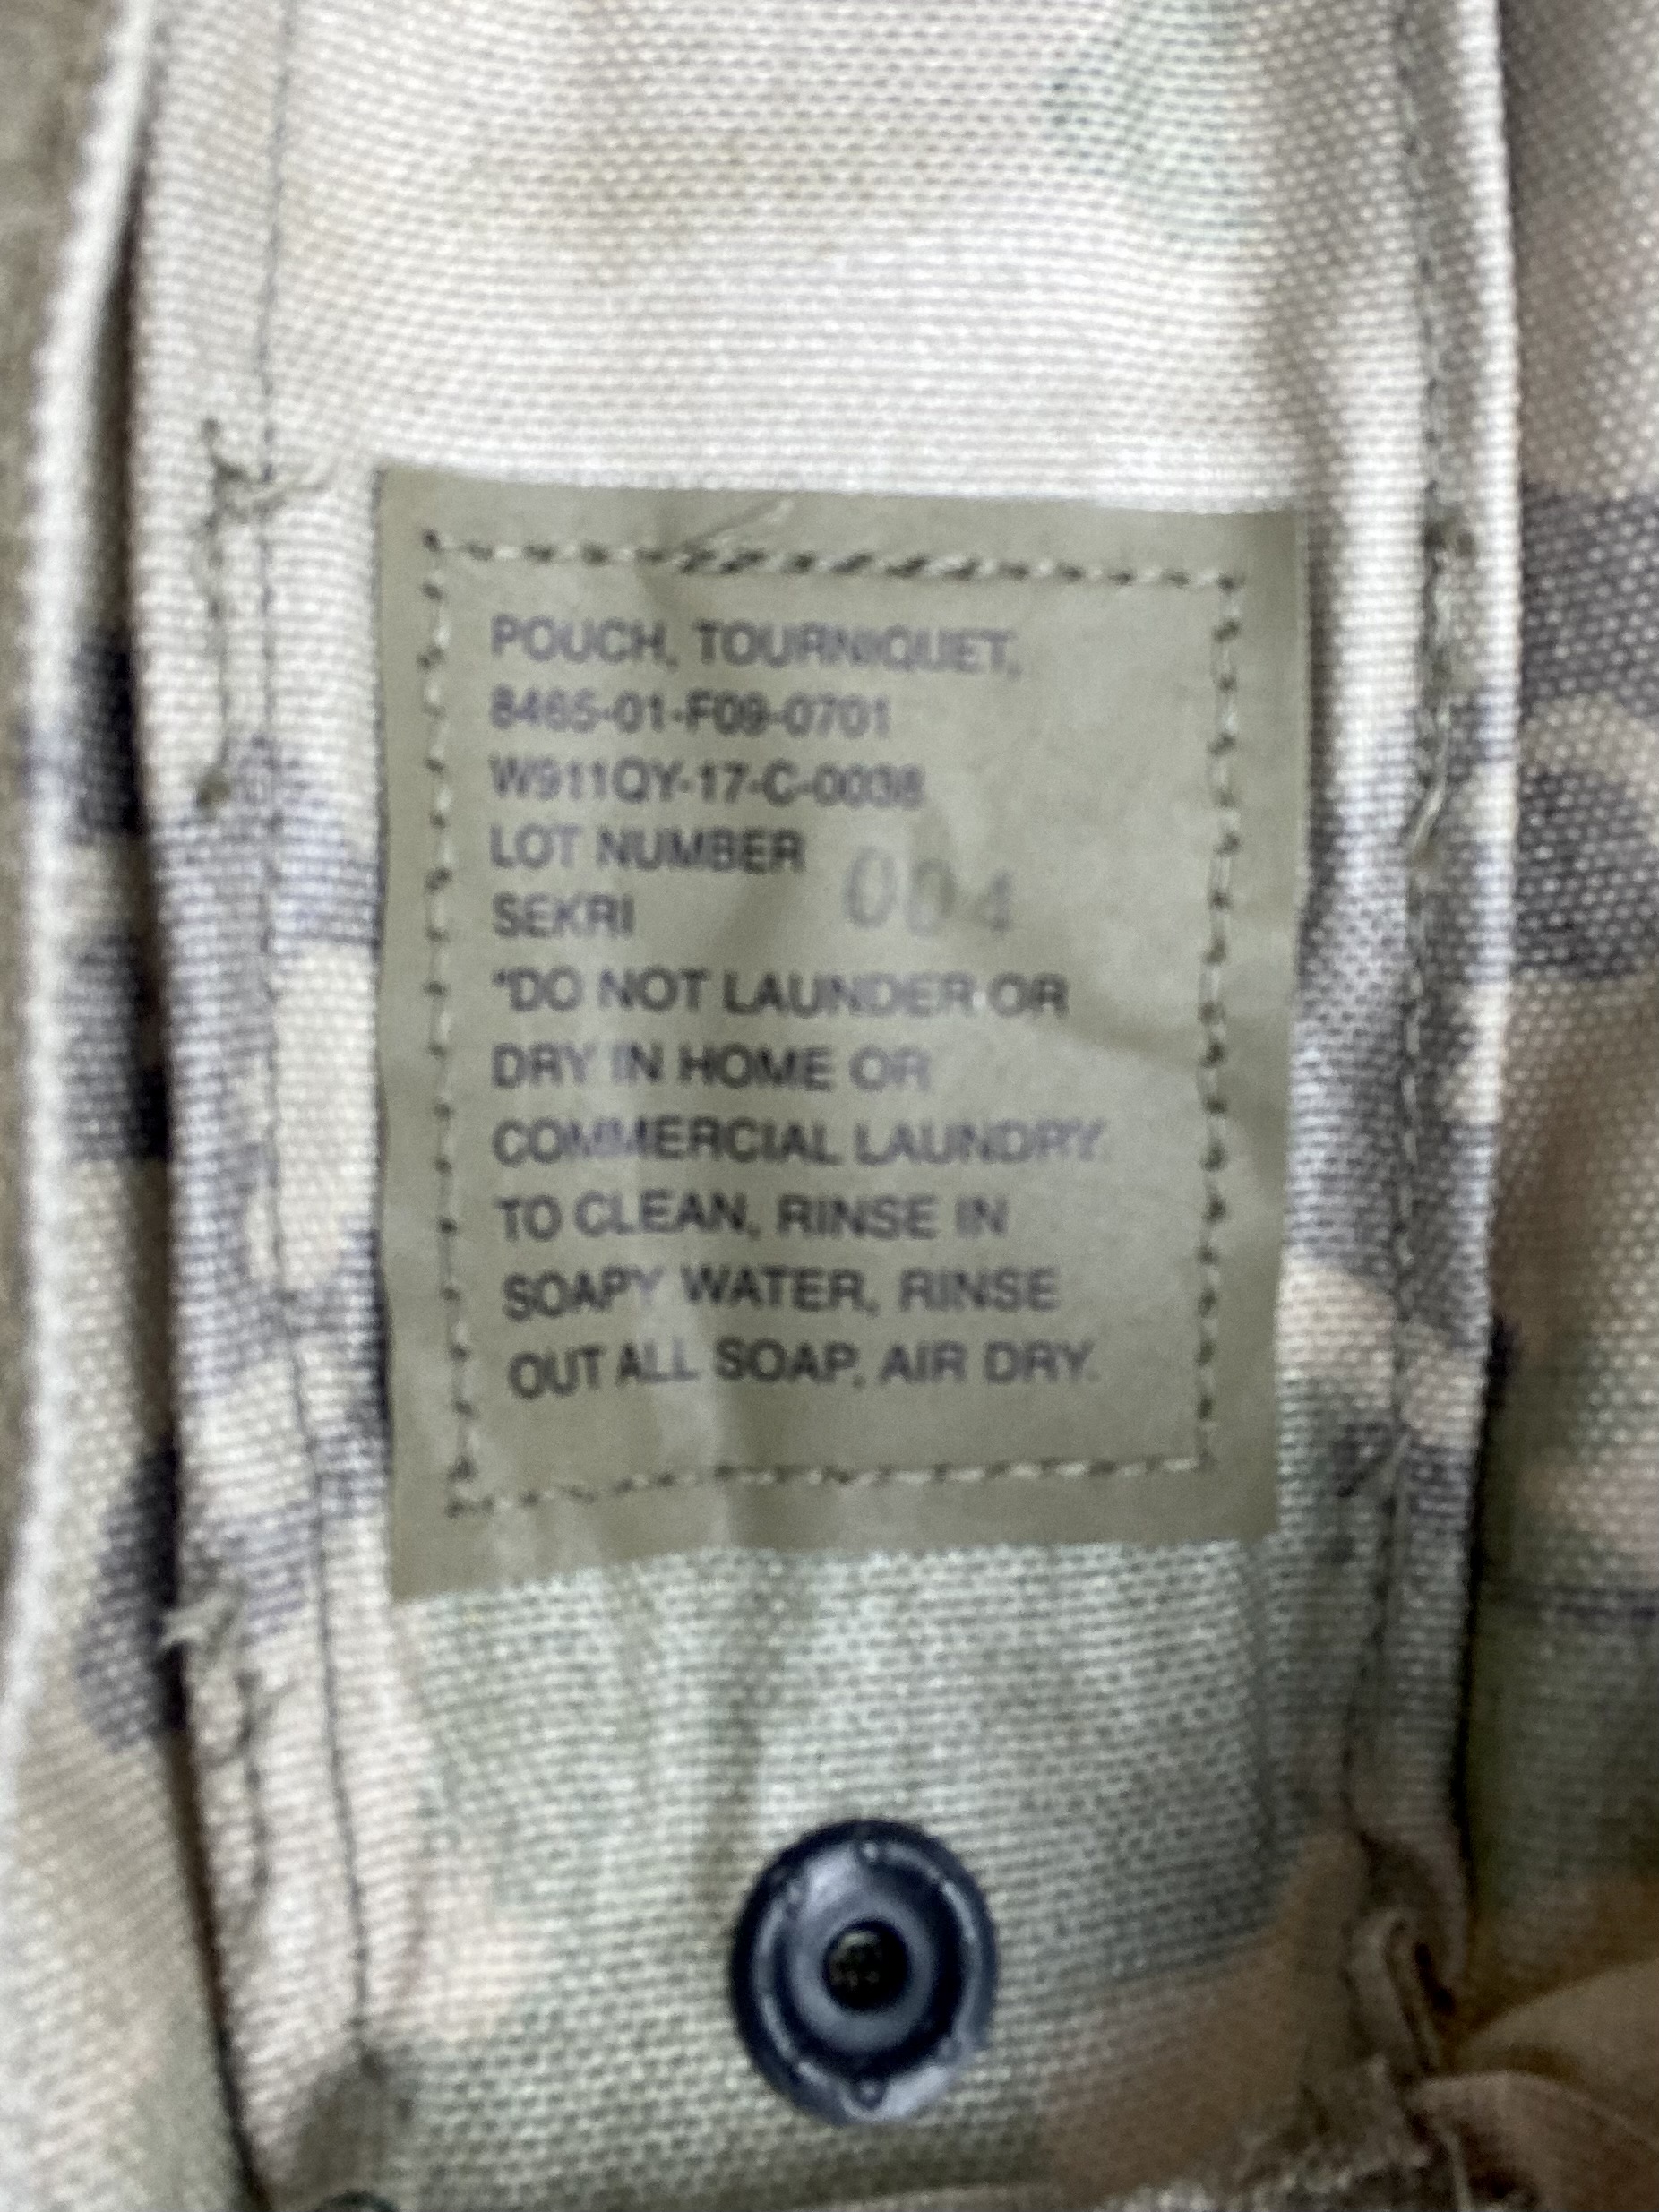 POUCH, TOURNIQUET,
8465-01-F09-0701
W911QY-17-C-0038
LOT NUMBER 004
SEKRI
*DO NOT LAUNDER OR
DRY IN HOME OR
COMMERCIAL LAUNDRY.
TO CLEAN, RINSE IN
SOAPY WATER, RINSE
OUT ALL SOAP, AIR DRY.